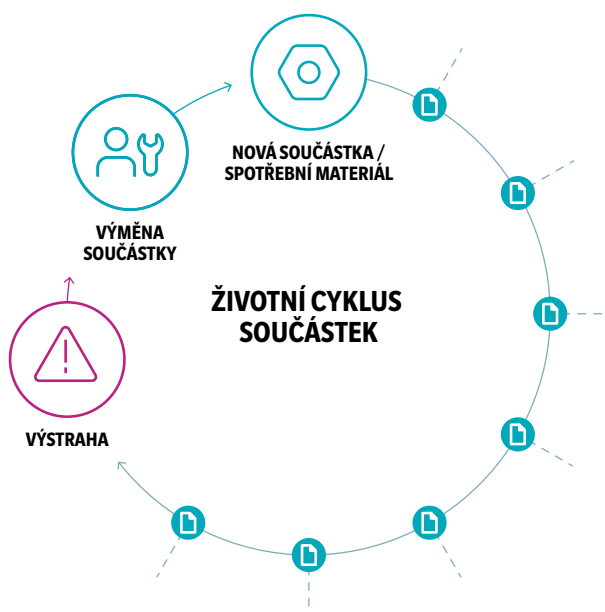 NOVÁ SOUČÁSTKA /
SPOTŘEBNÍ MATERIÁL
VÝMĚNA
SOUČÁSTKY
ŽIVOTNÍ CYKLUS
SOUČÁSTEK
VÝSTRAHA